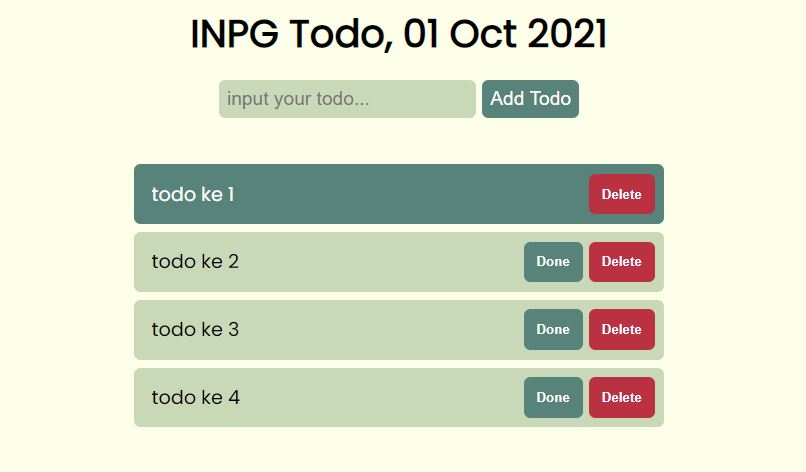 INPG Todo, 01 Oct 2021
input your todo... Add Todo
todo ke 1 Delete
todo ke 2 Done Delete
todo ke 3 Done Delete
todo ke 4 Done Delete